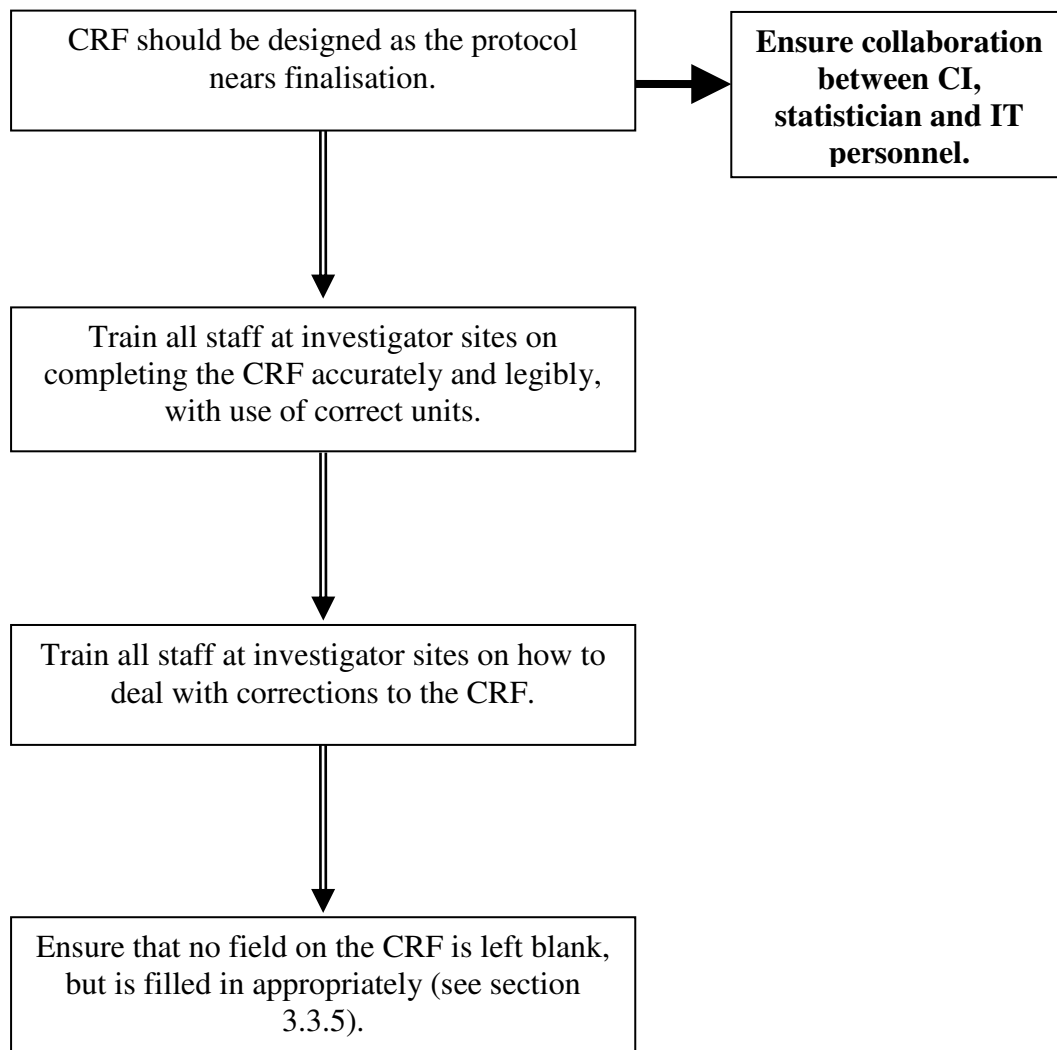 CRF should be designed as the protocol
nears finalisation.
Ensure collaboration
between CI,
statistician and IT
personnel.
Train all staff at investigator sites on
completing the CRF accurately and legibly,
with use of correct units.
Train all staff at investigator sites on how to
deal with corrections to the CRF.
Ensure that no field on the CRF is left blank,
but is filled in appropriately (see section
3.3.5).